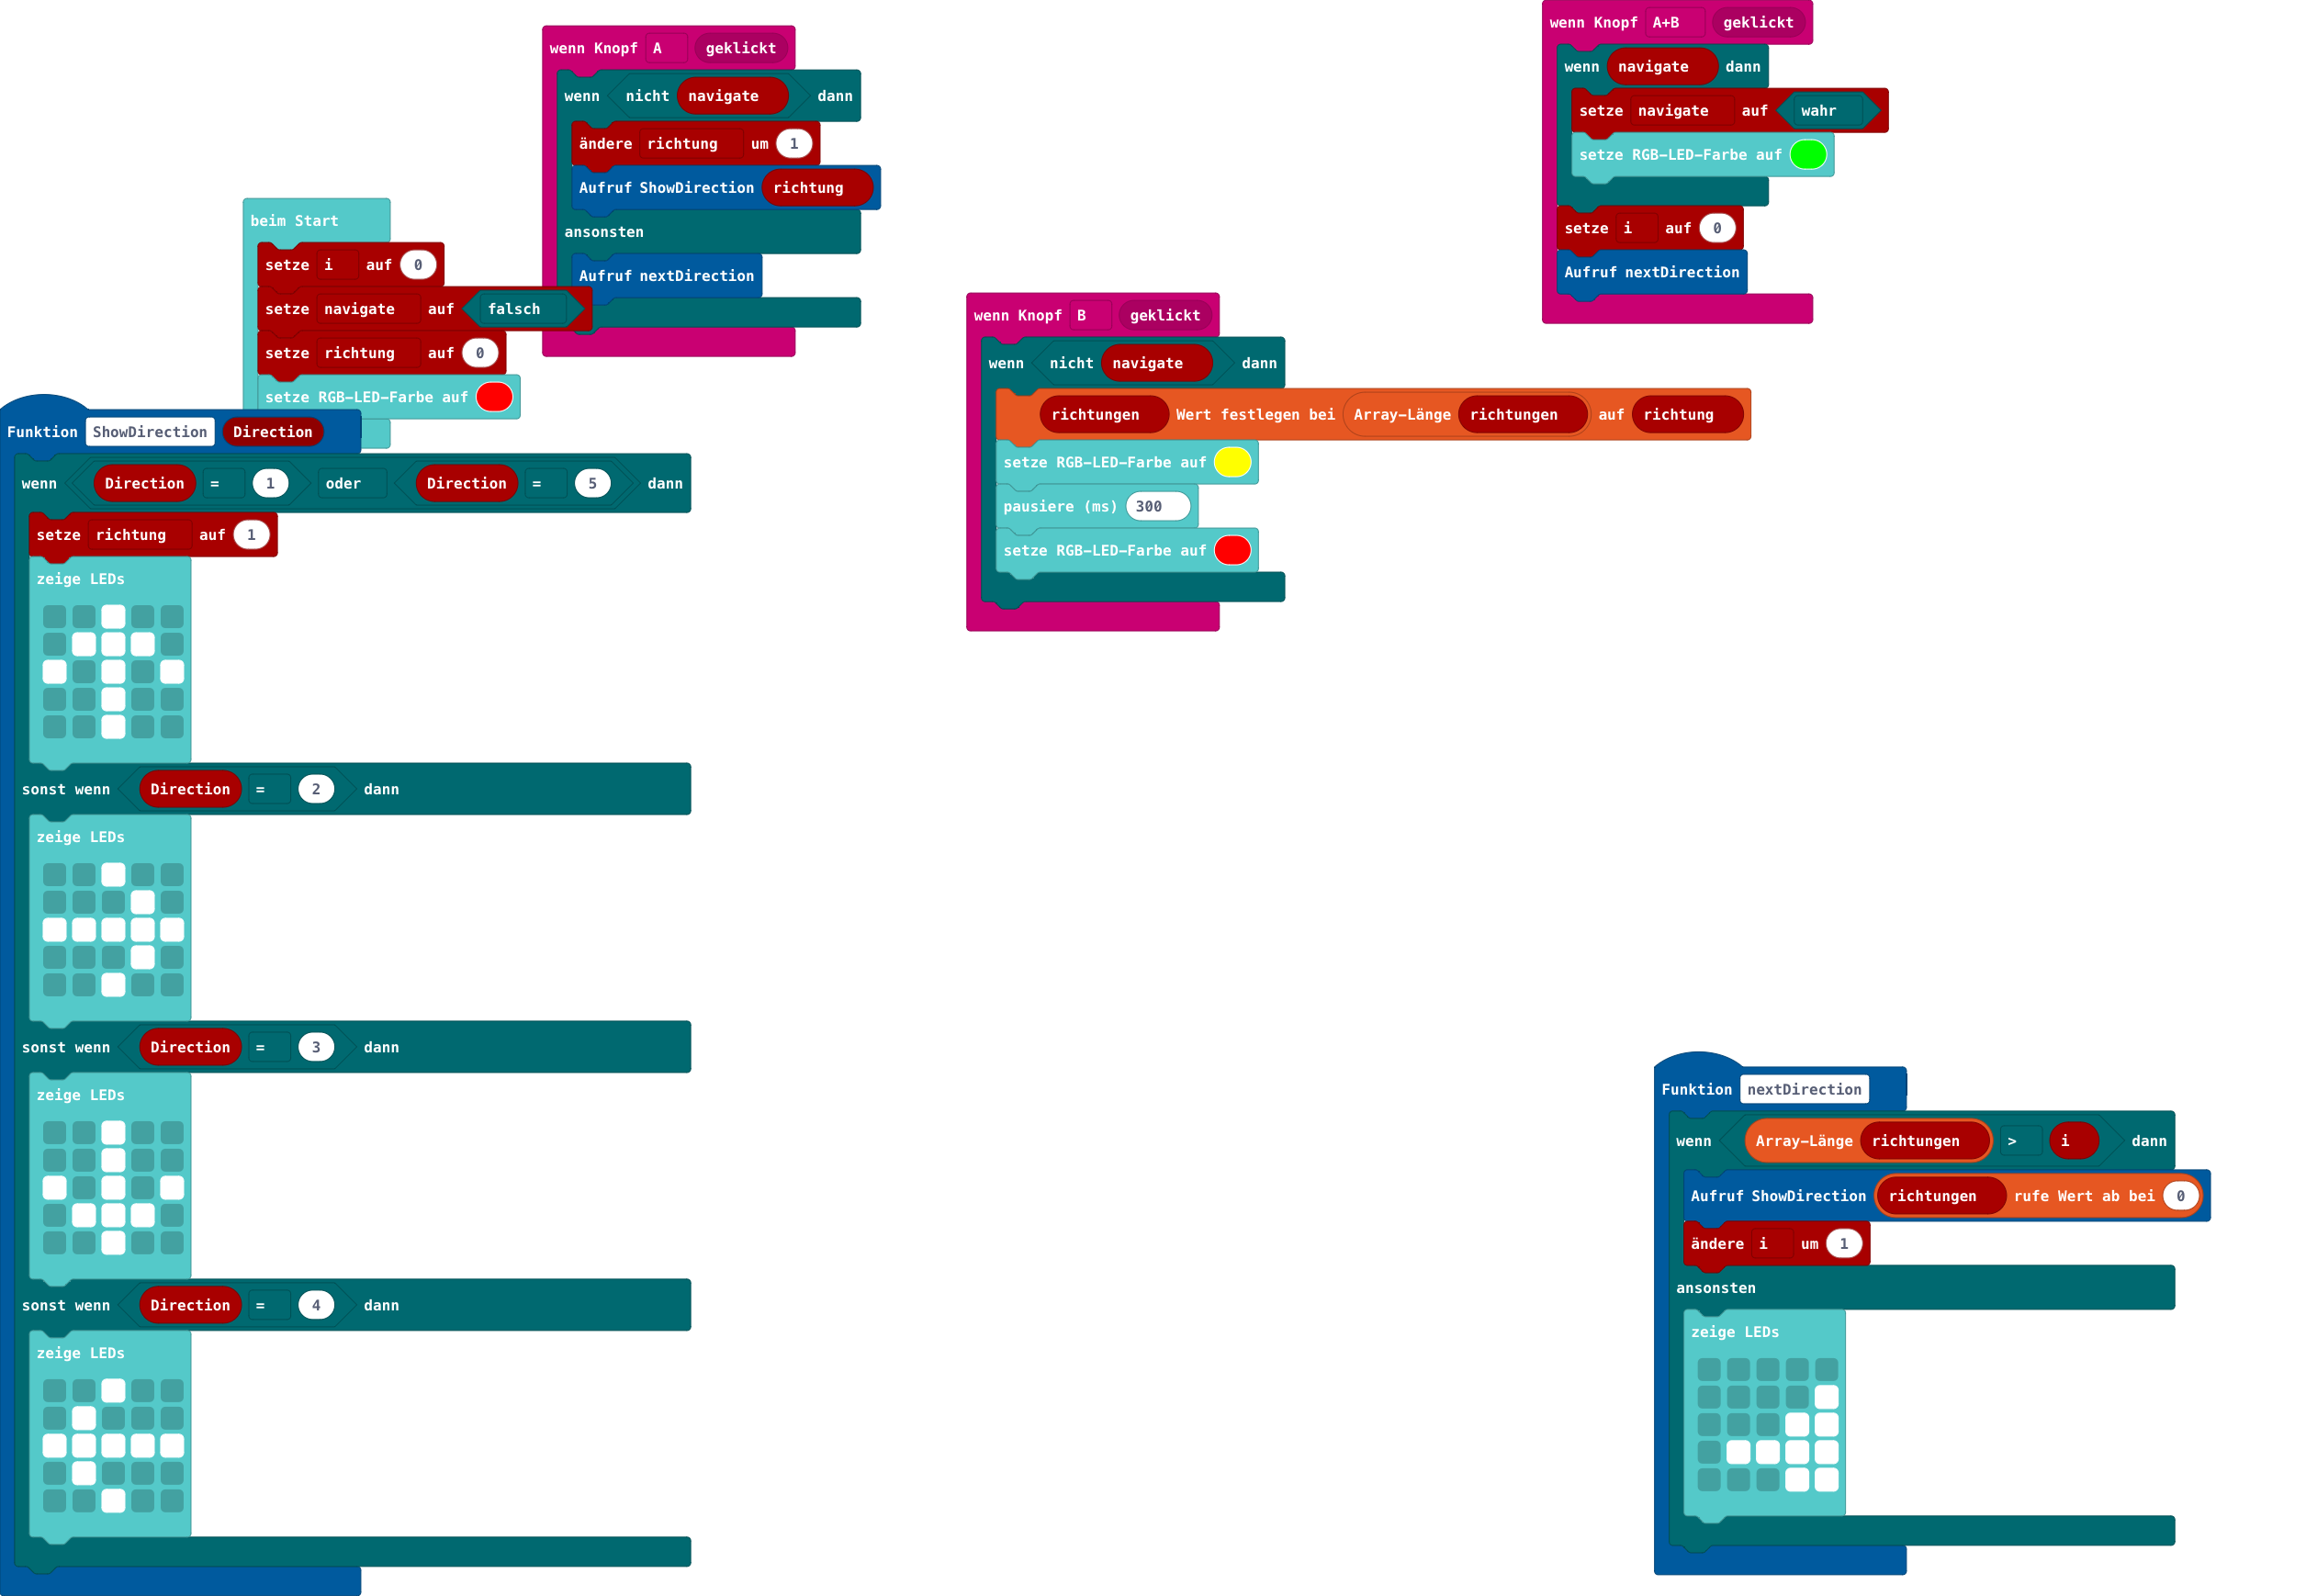 wenn Knopf A geklickt
wenn nicht navigate dann
ändere richtung um 1
Aufruf ShowDirection richtung
ansonsten
Aufruf nextDirection
beim Start
setze i auf 0
setze navigate auf falsch
setze richtung auf 0
setze RGB-LED-Farbe auf
wenn Knopf A+B geklickt
wenn navigate dann
setze navigate auf wahr
setze RGB-LED-Farbe auf
setze i auf 0
Aufruf nextDirection
wenn Knopf B geklickt
wenn nicht navigate dann
richtungen Wert festlegen bei Array-Länge richtungen auf richtung
setze RGB-LED-Farbe auf
pausiere (ms) 300
setze RGB-LED-Farbe auf
Funktion ShowDirection Direction
wenn Direction = 1 oder Direction = 5 dann
setze richtung auf 1
zeige LEDs
sonst wenn Direction = 2 dann
zeige LEDs
sonst wenn Direction = 3 dann
zeige LEDs
sonst wenn Direction = 4 dann
zeige LEDs
Funktion nextDirection
wenn Array-Länge richtungen > i dann
Aufruf ShowDirection richtungen rufe Wert ab bei 0
ändere i um 1
ansonsten
zeige LEDs